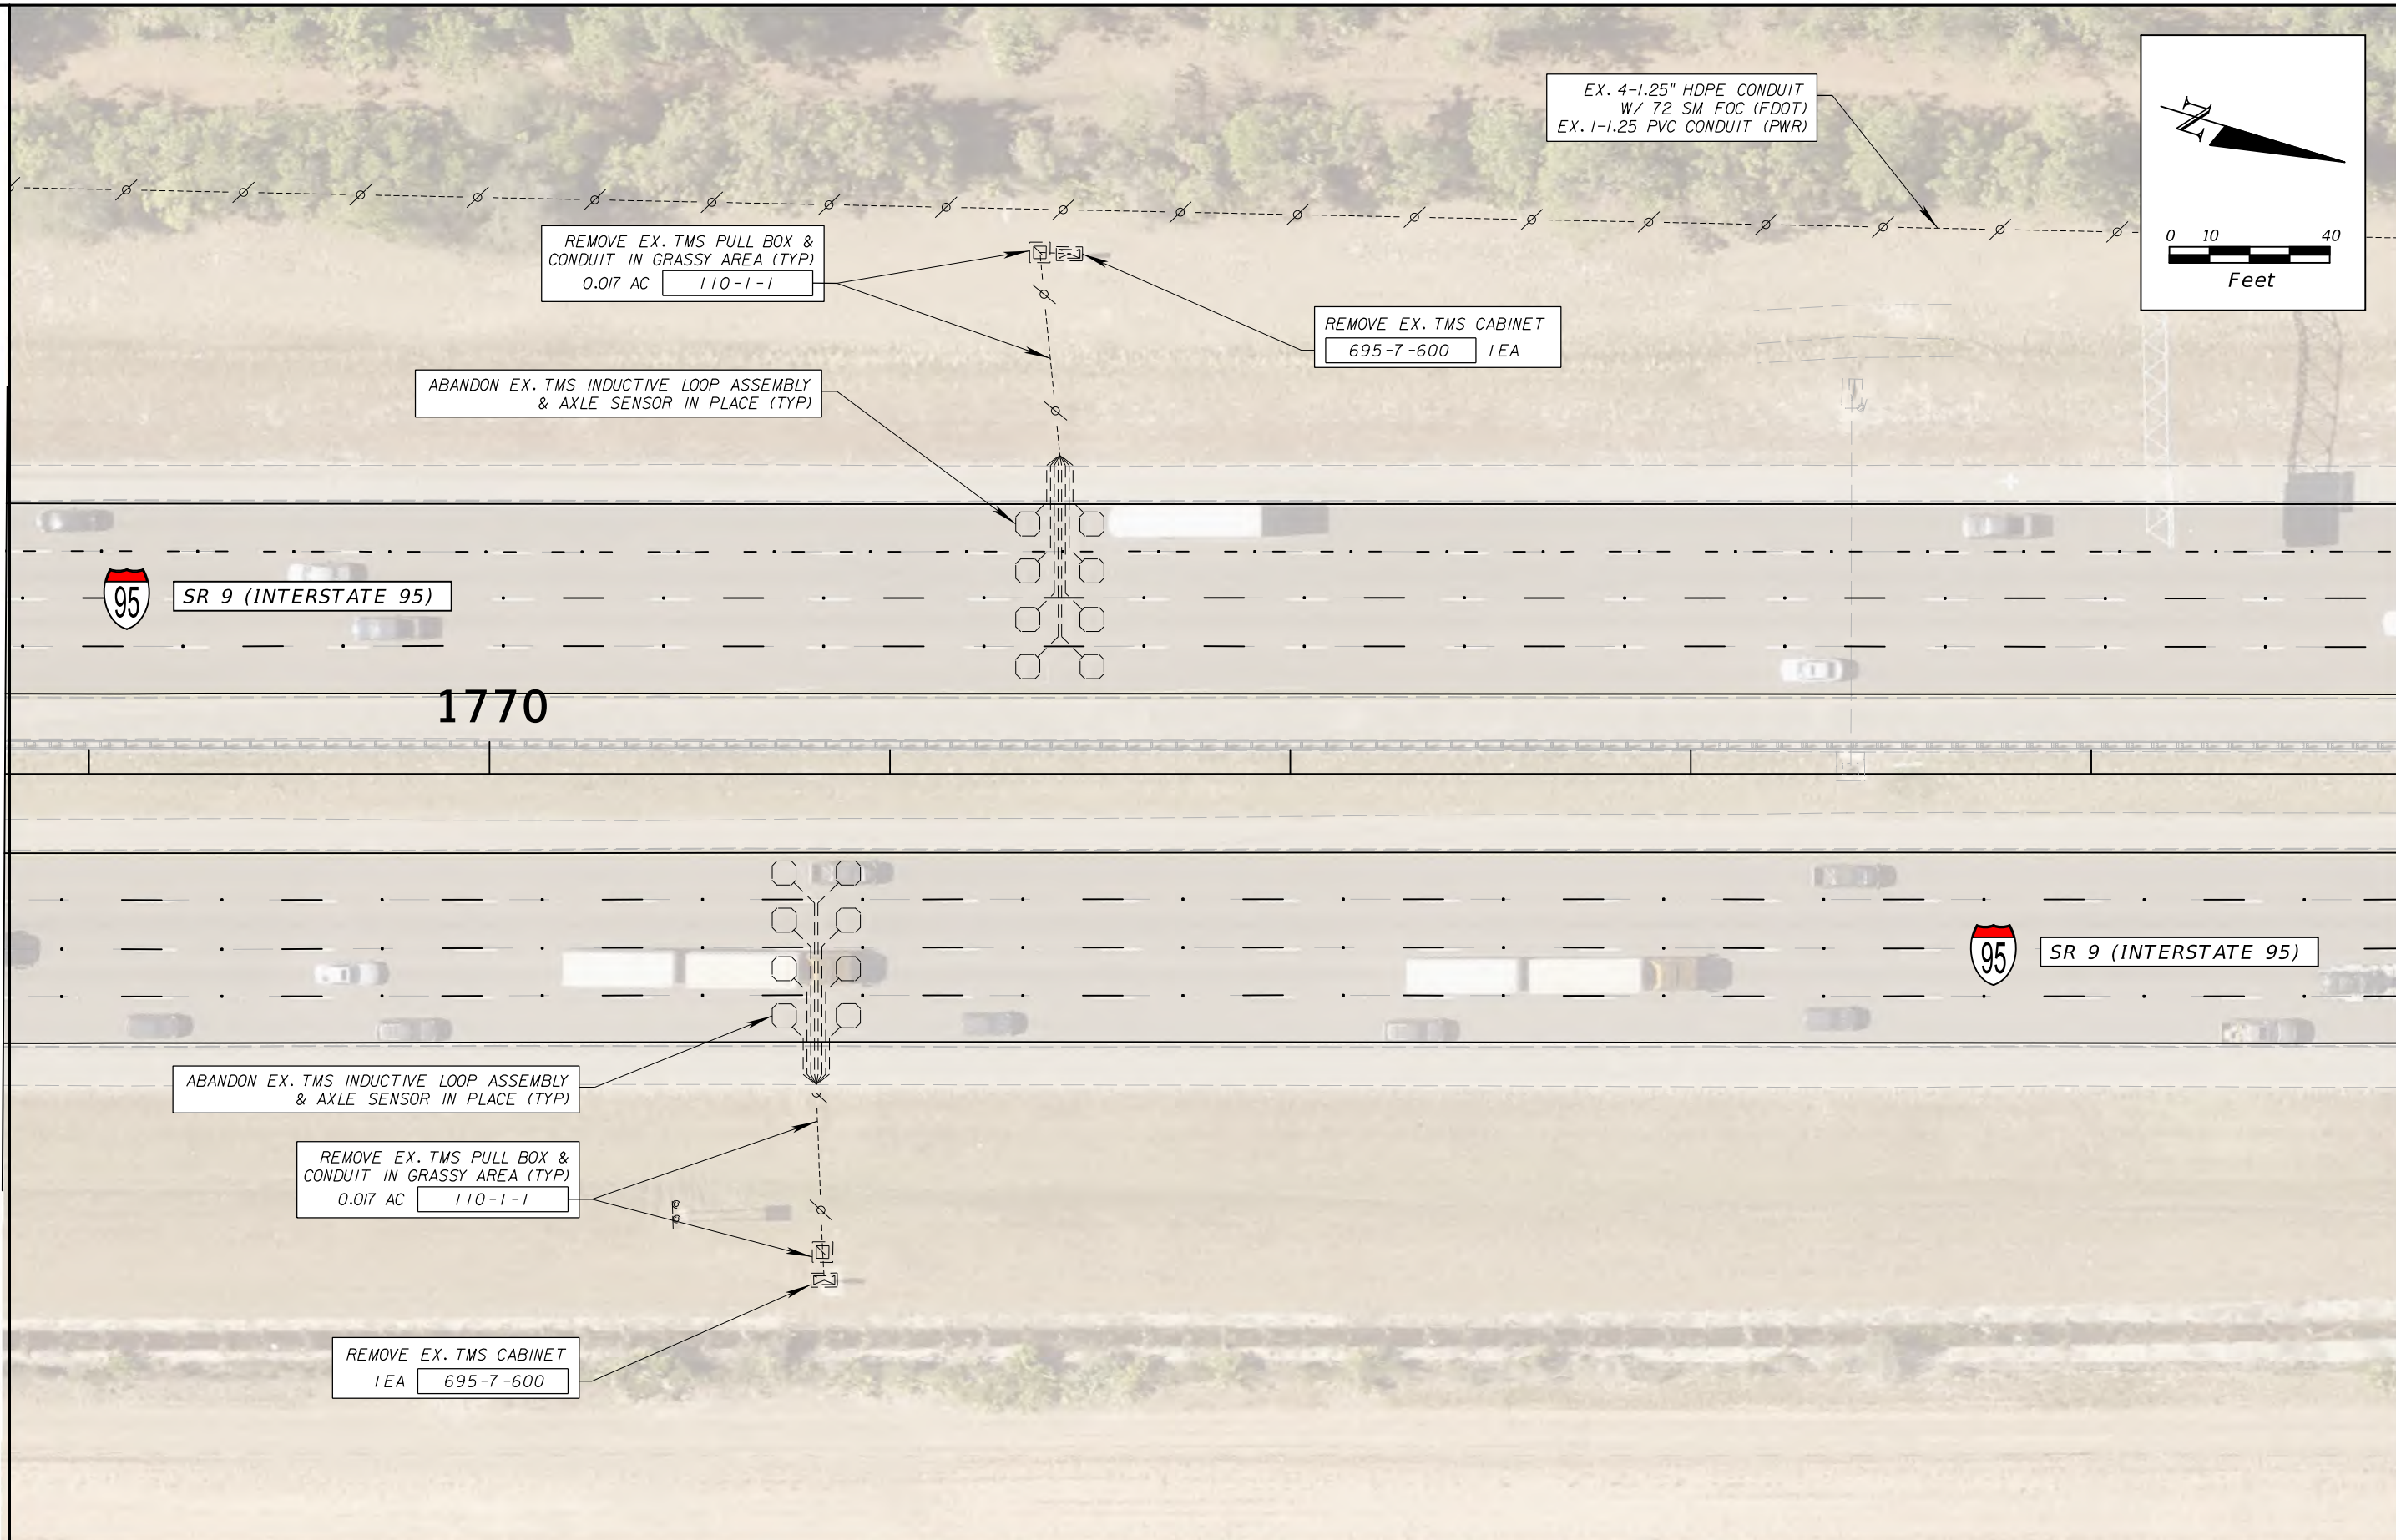 EX. 4-1.25" HDPE CONDUIT
W/ 72 SM FOC (FDOT)
EX. 1-1.25 PVC CONDUIT (PWR)
N
0 10 40
Feet
REMOVE EX. TMS PULL BOX &
CONDUIT IN GRASSY AREA (TYP)
0.017 AC 110-1-1
REMOVE EX. TMS CABINET
695-7-600 1 EA
ABANDON EX. TMS INDUCTIVE LOOP ASSEMBLY
& AXLE SENSOR IN PLACE (TYP)
95
SR 9 (INTERSTATE 95)
1770
95
SR 9 (INTERSTATE 95)
ABANDON EX. TMS INDUCTIVE LOOP ASSEMBLY
& AXLE SENSOR IN PLACE (TYP)
REMOVE EX. TMS PULL BOX &
CONDUIT IN GRASSY AREA (TYP)
0.017 AC 110-1-1
REMOVE EX. TMS CABINET
1 EA 695-7-600